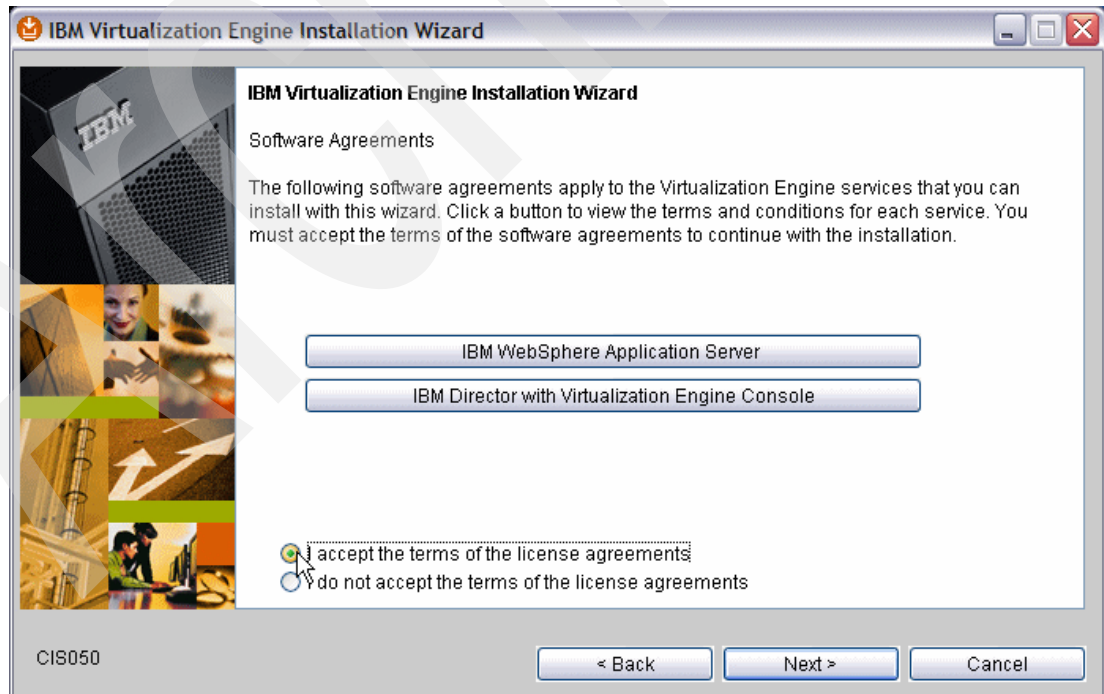 IBM Virtualization Engine Installation Wizard
IBM
IBM Virtualization Engine Installation Wizard
Software Agreements
The following software agreements apply to the Virtualization Engine services that you can
install with this wizard. Click a button to view the terms and conditions for each service. You
must accept the terms of the software agreements to continue with the installation.
IBM WebSphere Application Server
IBM Director with Virtualization Engine Console
I accept the terms of the license agreements
I do not accept the terms of the license agreements
CIS050
< Back
Next >
Cancel